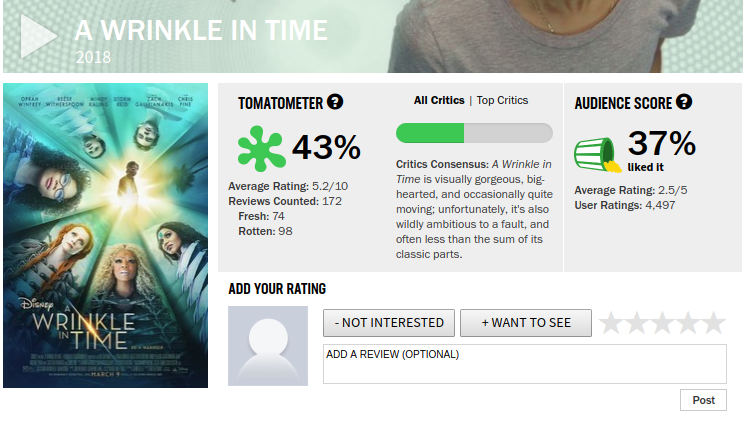 A WRINKLE IN TIME
2018
OPRAH WINFREY REESE WITHERSPOON MINDY KALING STORM REID ZACH GALIFIANAKIS CHRIS PINE
Disney
A
WRINKLE
IN TIME
MARCH 9
TOMATOMETER ?
43%
Average Rating: 5.2/10
Reviews Counted: 172
Fresh: 74
Rotten: 98
All Critics | Top Critics
Critics Consensus: A Wrinkle in
Time is visually gorgeous, big-
hearted, and occasionally quite
moving; unfortunately, it's also
wildly ambitious to a fault, and
often less than the sum of its
classic parts.
AUDIENCE SCORE ?
37%
liked it
Average Rating: 2.5/5
User Ratings: 4,497
ADD YOUR RATING
- NOT INTERESTED
+ WANT TO SEE
ADD A REVIEW (OPTIONAL)
Post